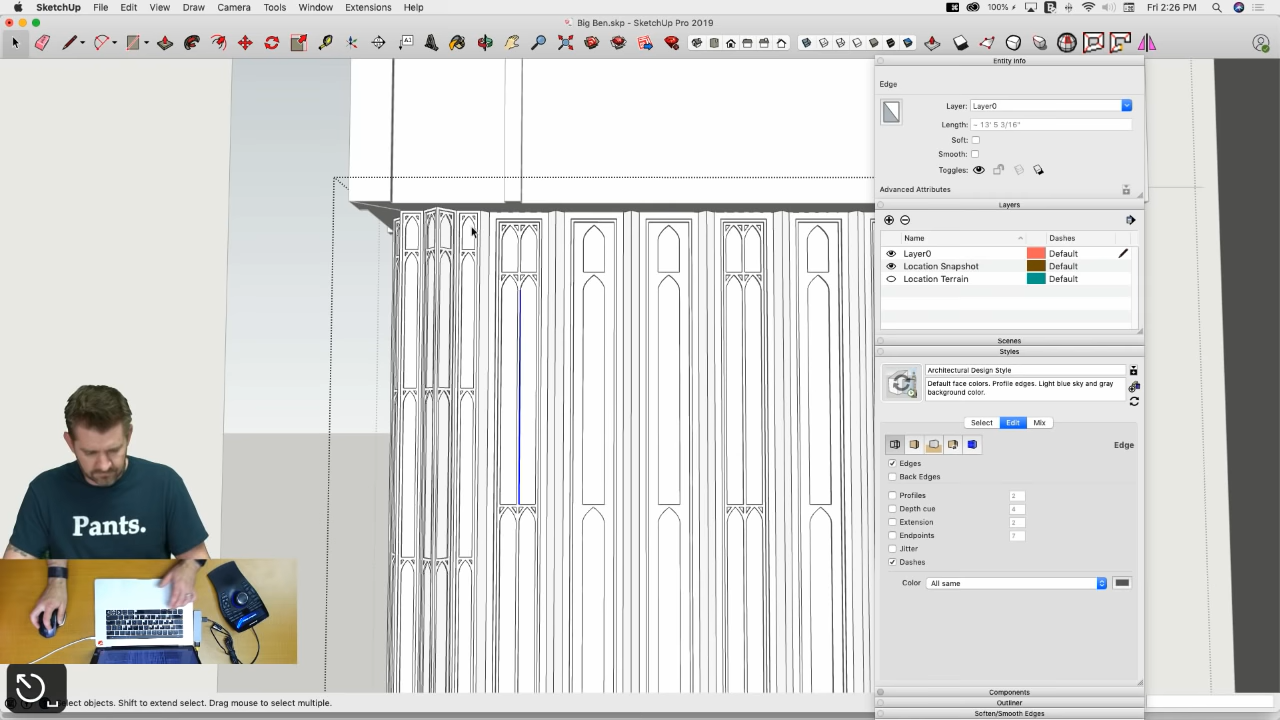 SketchUp File Edit View Draw Camera Tools Window Extensions Help 100% Fri 2:26 PM
Big Ben.skp - SketchUp Pro 2019
Entity Info
Edge
Layer: Layer0
Length: ~ 13' 5 3/16"
Soft:
Smooth:
Toggles:
Advanced Attributes
Layers
Name Dashes
Layer0 Default
Location Snapshot Default
Location Terrain Default
Scenes
Styles
Architectural Design Style
Default face colors. Profile edges. Light blue sky and gray
background color.
Select Edit Mix
Edge
Edges
Back Edges
Profiles 2
Depth cue 4
Extension 2
Endpoints 7
Jitter
Dashes
Color All same
Pants.
objects. Shift to extend select. Drag mouse to select multiple.
Components
Outliner
Soften/Smooth Edges